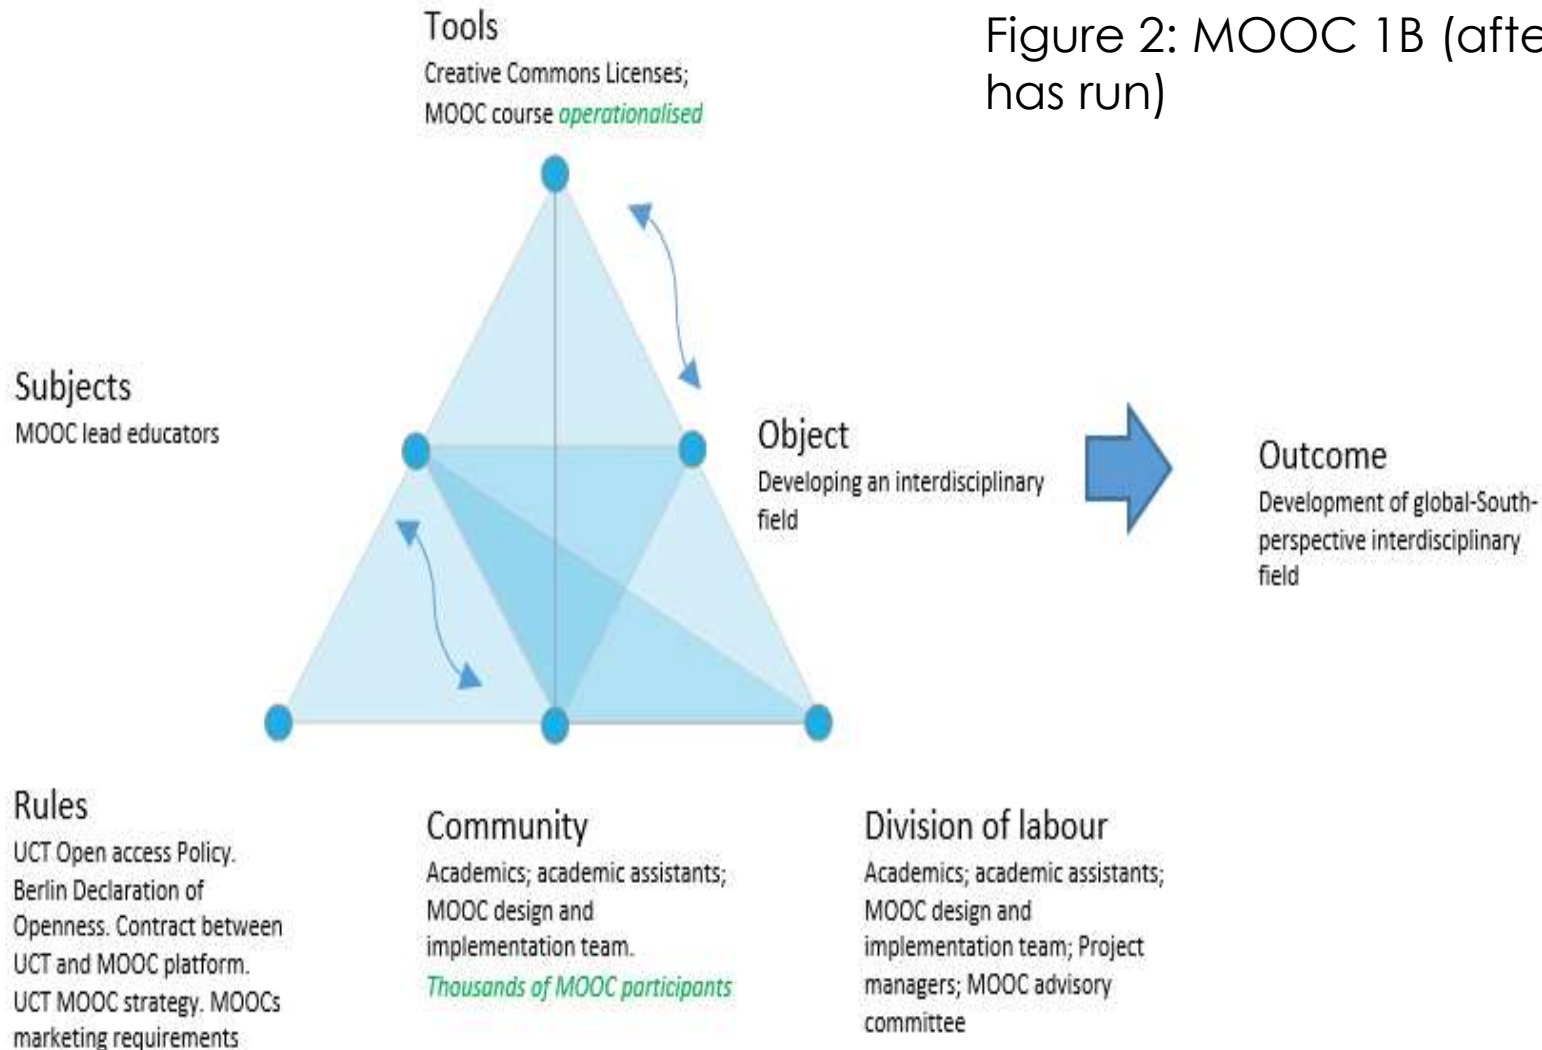 Tools
Creative Commons Licenses;
MOOC course operationalised
Figure 2: MOOC 1B (afte
has run)
Subjects
MOOC lead educators
Object
Developing an interdisciplinary
field
Outcome
Development of global-South-
perspective interdisciplinary
field
Rules
UCT Open access Policy.
Berlin Declaration of
Openness. Contract between
UCT and MOOC platform.
UCT MOOC strategy. MOOCs
marketing requirements
Community
Academics; academic assistants;
MOOC design and
implementation team.
Thousands of MOOC participants
Division of labour
Academics; academic assistants;
MOOC design and
implementation team; Project
managers; MOOC advisory
committee